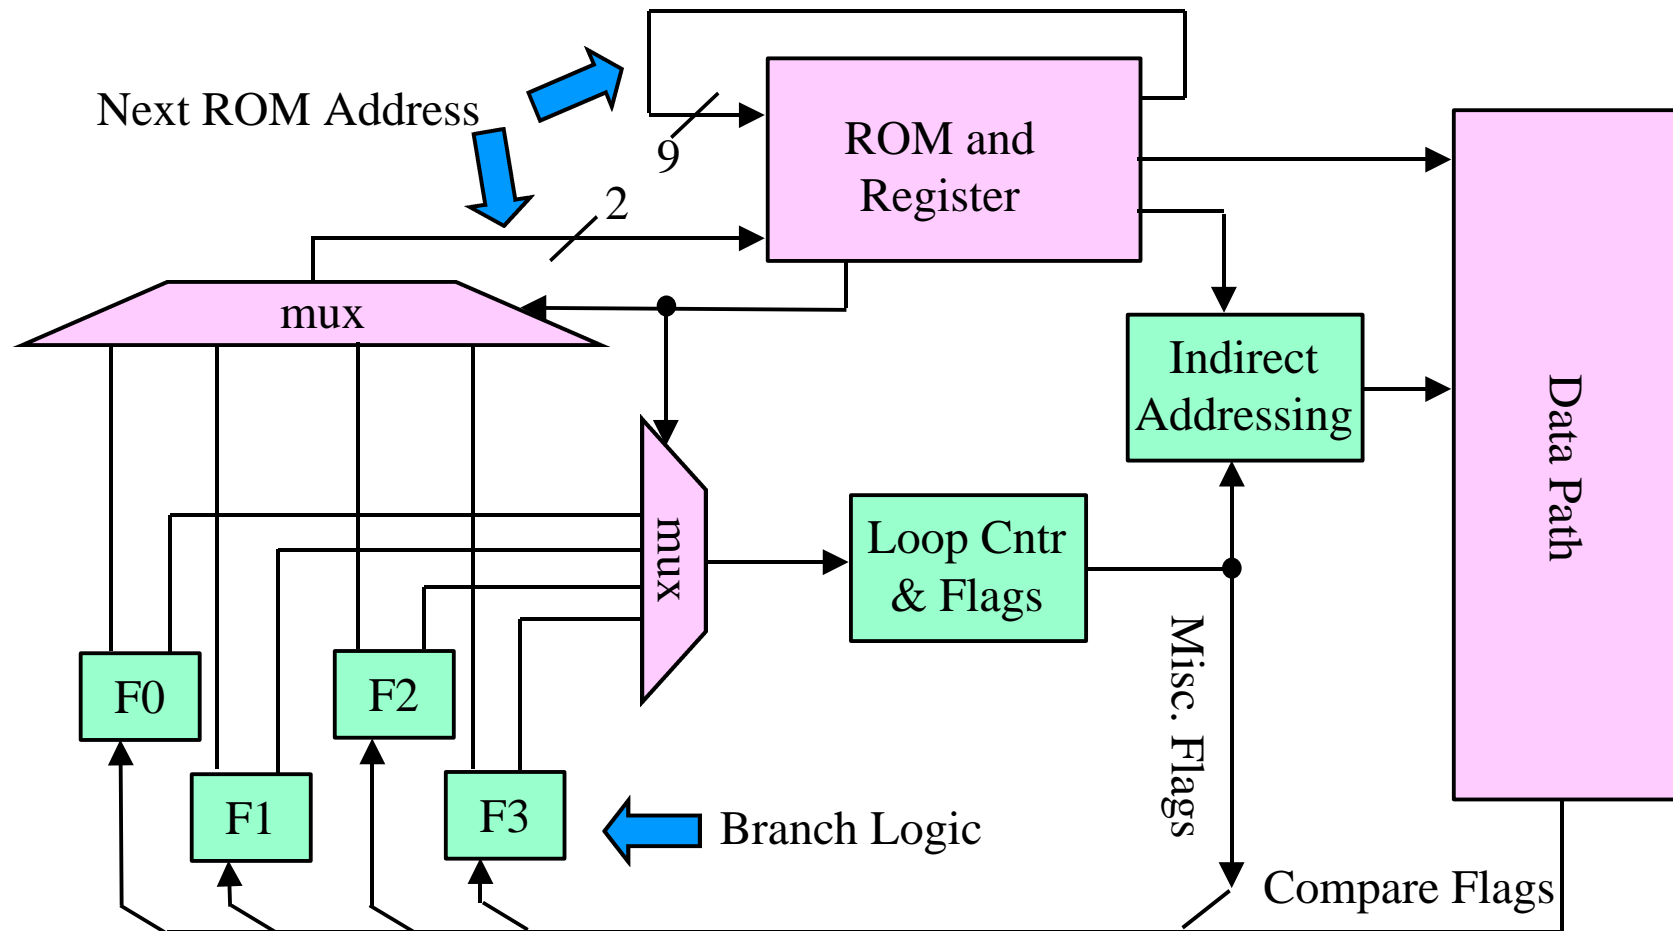 Next ROM Address
9
2
ROM and
Register
mux
Indirect
Addressing
Data Path
mux
Loop Cntr
& Flags
Misc. Flags
F0
F2
F1
F3
Branch Logic
Compare Flags